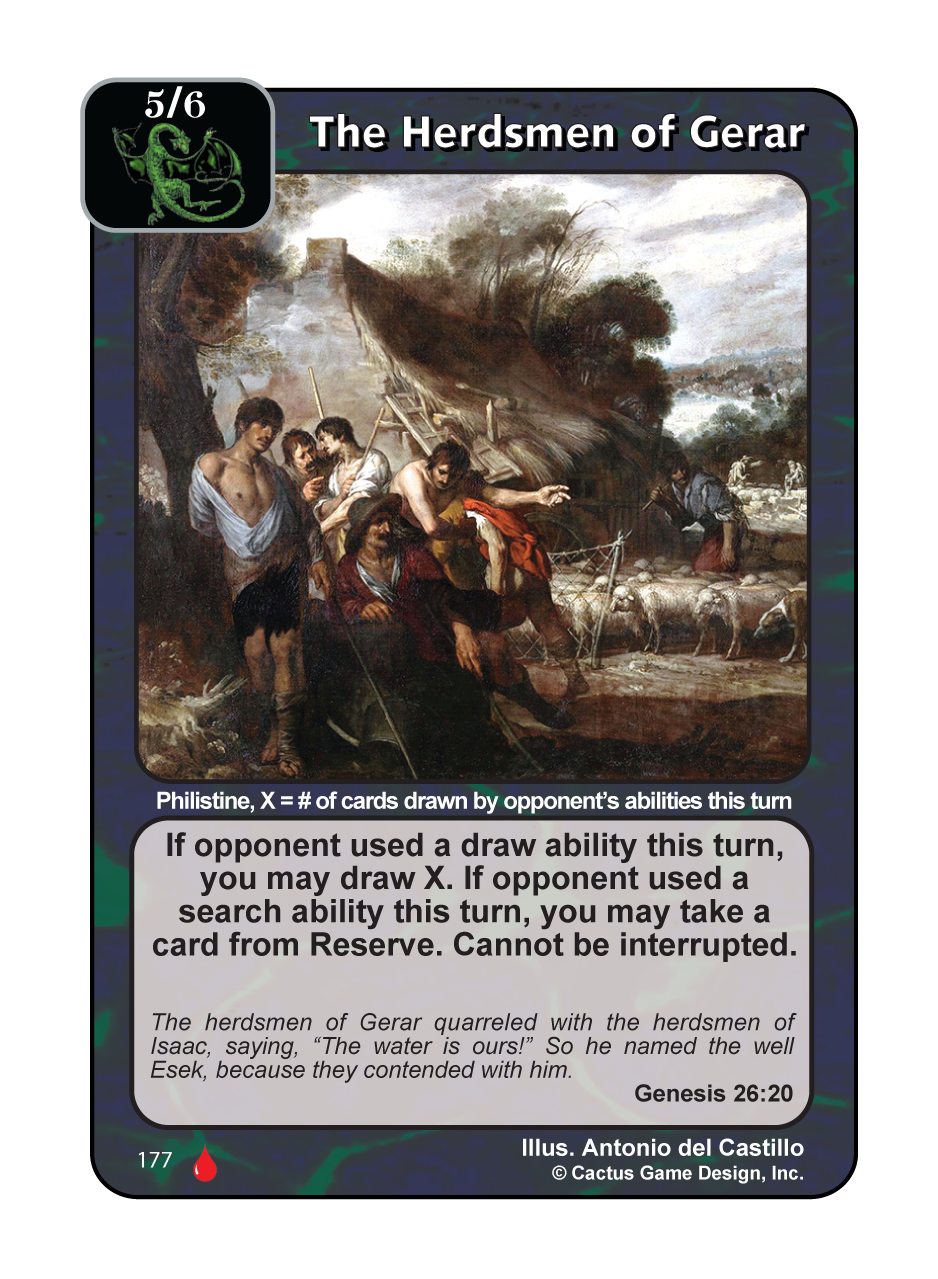 5/6
The Herdsmen of Gerar
Philistine, X = # of cards drawn by opponent’s abilities this turn
If opponent used a draw ability this turn,
you may draw X. If opponent used a
search ability this turn, you may take a
card from Reserve. Cannot be interrupted.
The herdsmen of Gerar quarreled with the herdsmen of
Isaac, saying, “The water is ours!” So he named the well
Esek, because they contended with him.
Genesis 26:20
177
Illus. Antonio del Castillo
© Cactus Game Design, Inc.